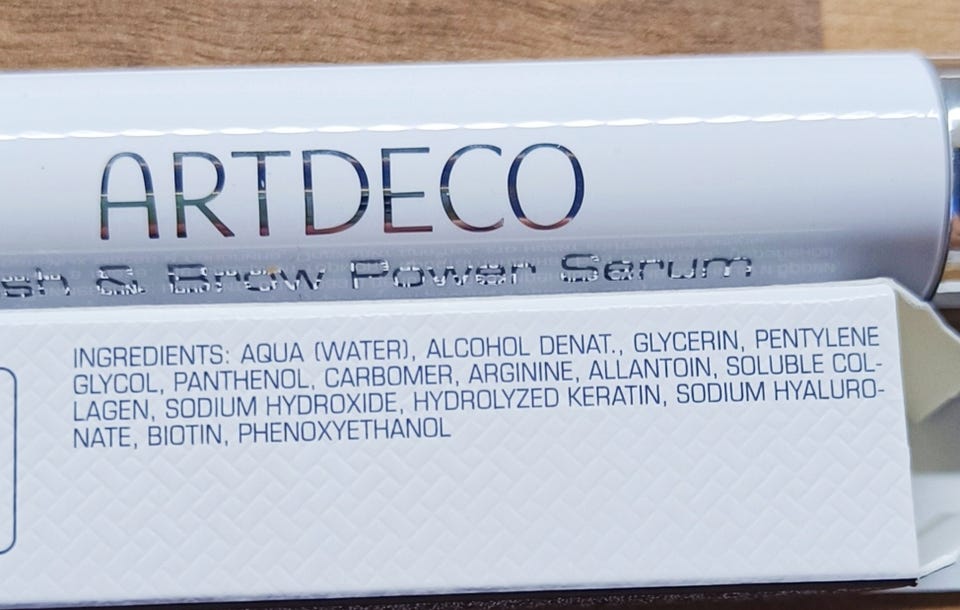 ARTDECO
& Brow Power Serum
INGREDIENTS: AQUA (WATER), ALCOHOL DENAT., GLYCERIN, PENTYLENE
GLYCOL, PANTHENOL, CARBOMER, ARGININE, ALLANTOIN, SOLUBLE COL-
LAGEN, SODIUM HYDROXIDE, HYDROLYZED KERATIN, SODIUM HYALURO-
NATE, BIOTIN, PHENOXYETHANOL